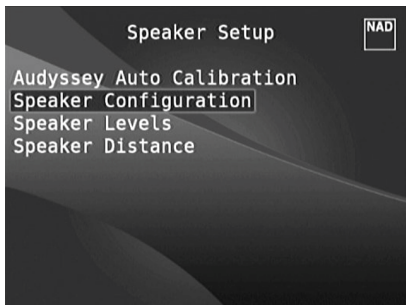 Speaker Setup
NAD
Audyssey Auto Calibration
Speaker Configuration
Speaker Levels
Speaker Distance